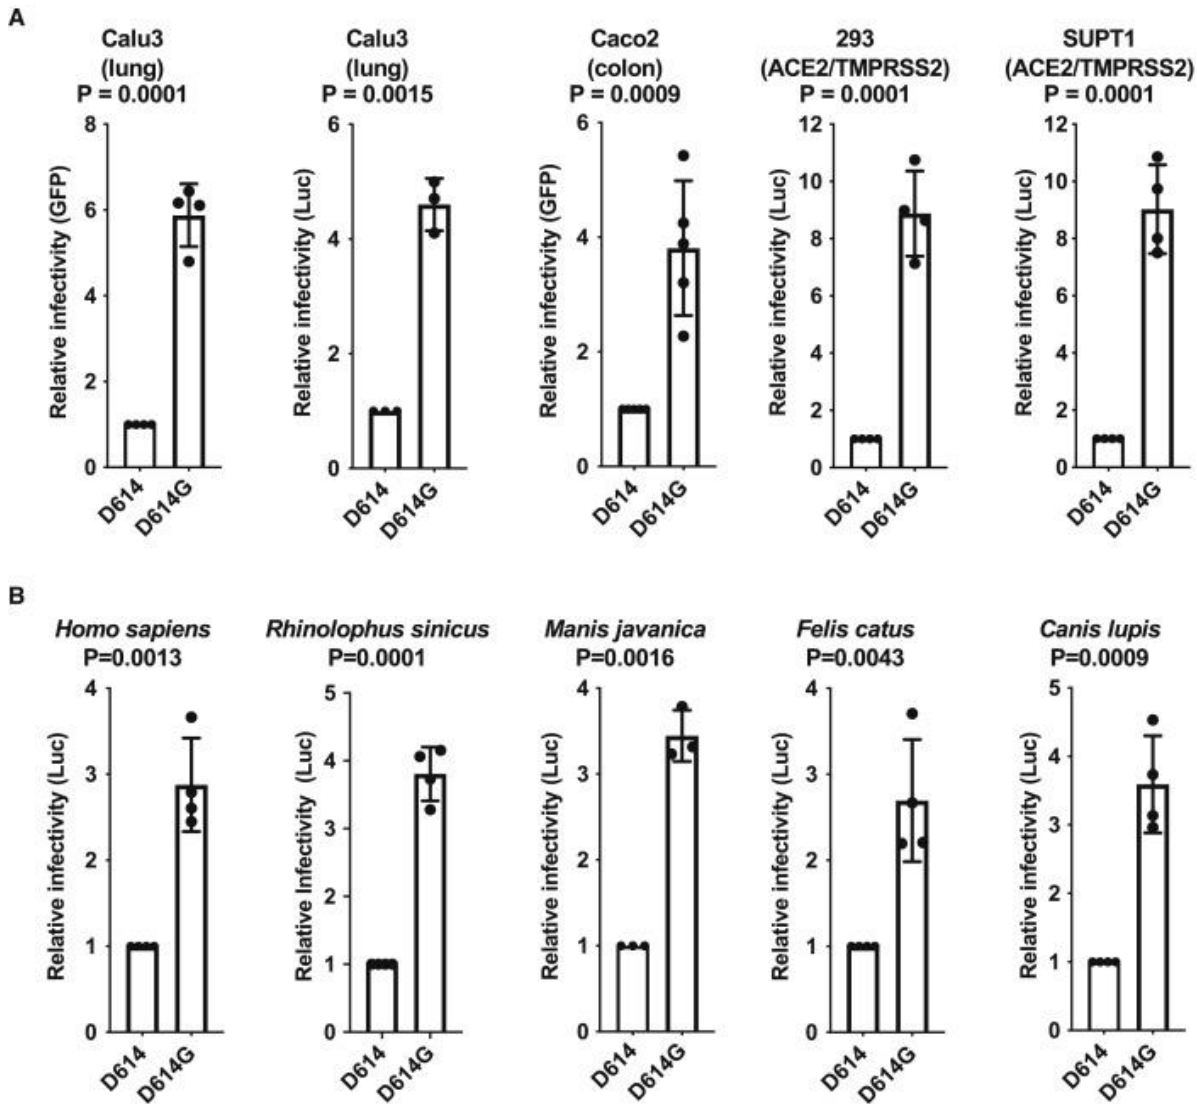 A
Calu3
(lung)
P = 0.0001
Relative infectivity (GFP)
8
6
4
2
0
D614
D614G
Calu3
(lung)
P = 0.0015
Relative infectivity (Luc)
6
4
2
0
D614
D614G
Caco2
(colon)
P = 0.0009
Relative infectivity (GFP)
6
4
2
0
D614
D614G
293
(ACE2/TMPRSS2)
P = 0.0001
Relative infectivity (Luc)
12
10
8
6
4
2
0
D614
D614G
SUPT1
(ACE2/TMPRSS2)
P = 0.0001
Relative infectivity (Luc)
12
10
8
6
4
2
0
D614
D614G
B
Homo sapiens
P=0.0013
Relative infectivity (Luc)
4
3
2
1
0
D614
D614G
Rhinolophus sinicus
P=0.0001
Relative Infectivity (Luc)
5
4
3
2
1
0
D614
D614G
Manis javanica
P=0.0016
Relative infectivity (Luc)
4
3
2
1
0
D614
D614G
Felis catus
P=0.0043
Relative infectivity (Luc)
4
3
2
1
0
D614
D614G
Canis lupis
P=0.0009
Relative infectivity (Luc)
5
4
3
2
1
0
D614
D614G